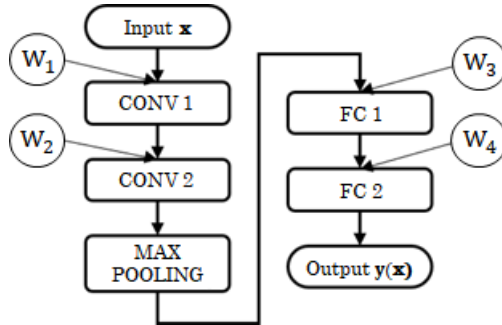 Input x
W1
CONV 1
W2
CONV 2
MAX
POOLING
W3
FC 1
W4
FC 2
Output y(x)